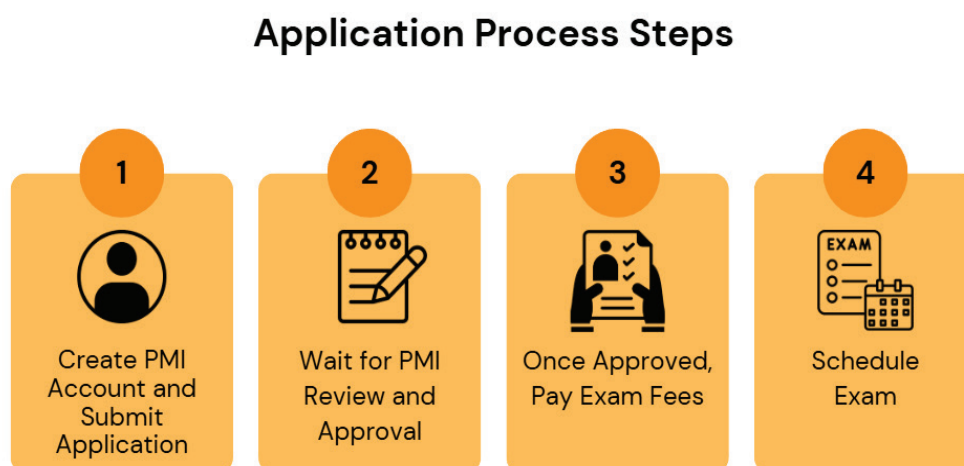 Application Process Steps
1
Create PMI
Account and
Submit
Application
2
Wait for PMI
Review and
Approval
3
Once Approved,
Pay Exam Fees
4
EXAM
Schedule
Exam